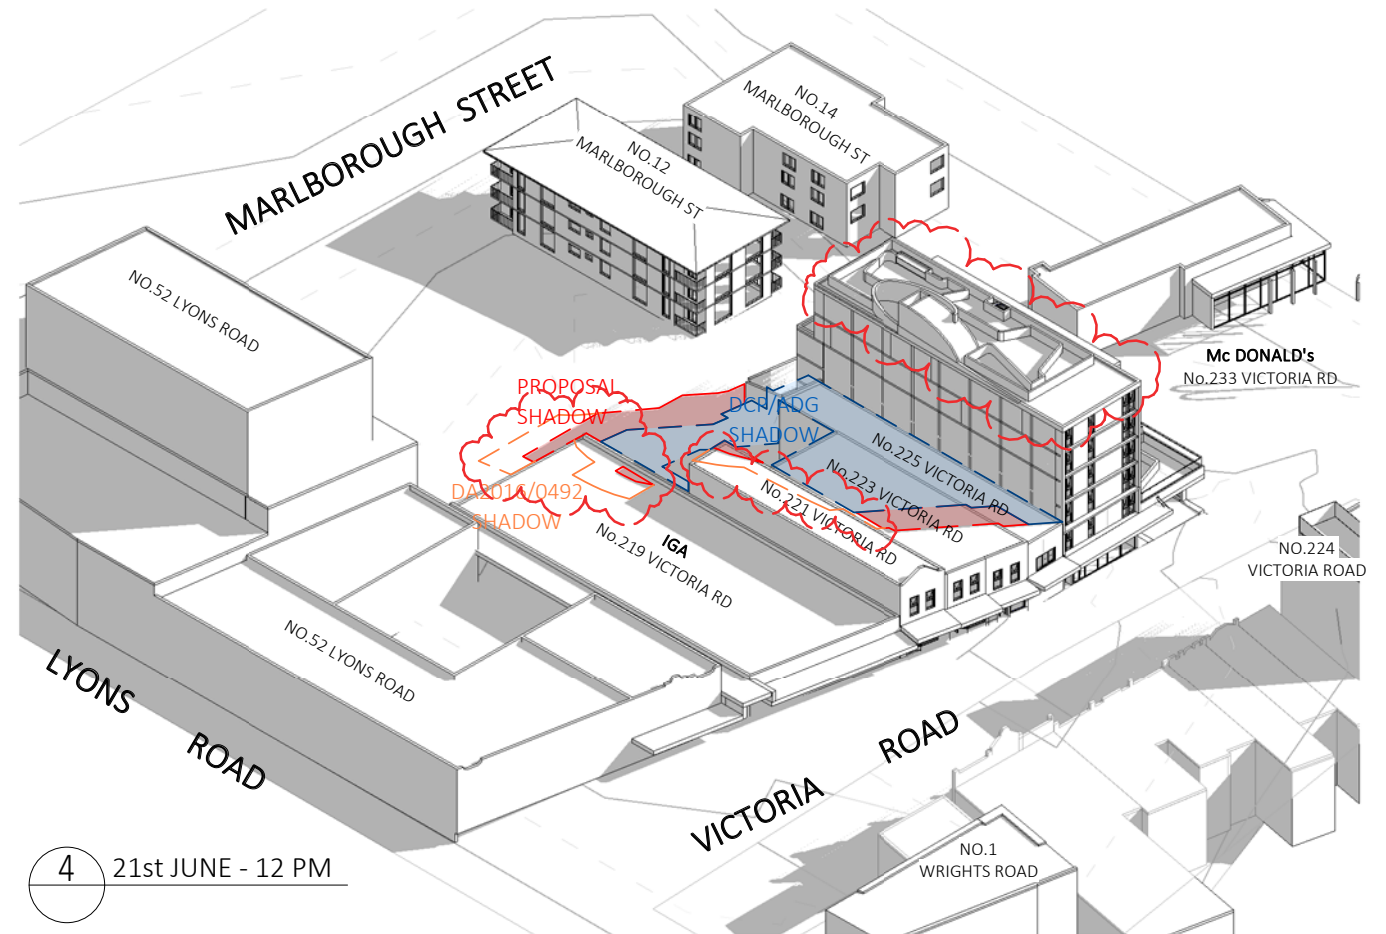 MARLBOROUGH STREET
NO.14
MARLBOROUGH ST
NO.12
MARLBOROUGH ST
NO.52 LYONS ROAD
Mc DONALD's
No.233 VICTORIA RD
PROPOSAL
SHADOW
DCP/ADG
SHADOW
No.225 VICTORIA RD
No.223 VICTORIA RD
No.221 VICTORIA RD
DA2016/0492
SHADOW
IGA
No.219 VICTORIA RD
NO.224
VICTORIA ROAD
NO.52 LYONS ROAD
LYONS ROAD
VICTORIA ROAD
NO.1
WRIGHTS ROAD
4
21st JUNE - 12 PM